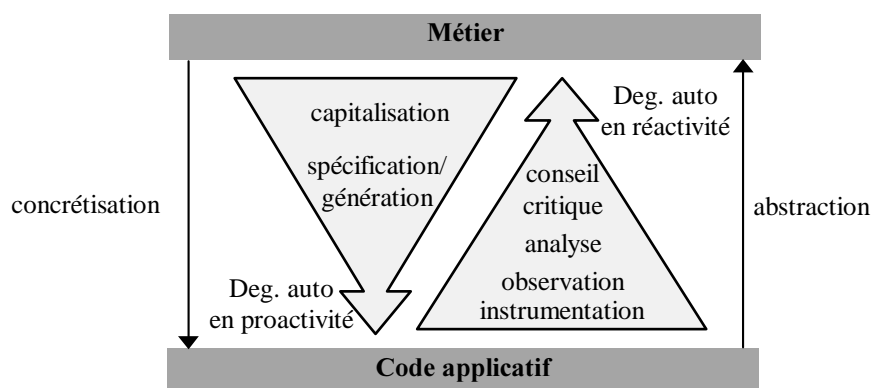 Métier
capitalisation
spécification/
génération
Deg. auto
en réactivité
conseil
critique
analyse
observation
instrumentation
concrétisation
abstraction
Deg. auto
en proactivité
Code applicatif